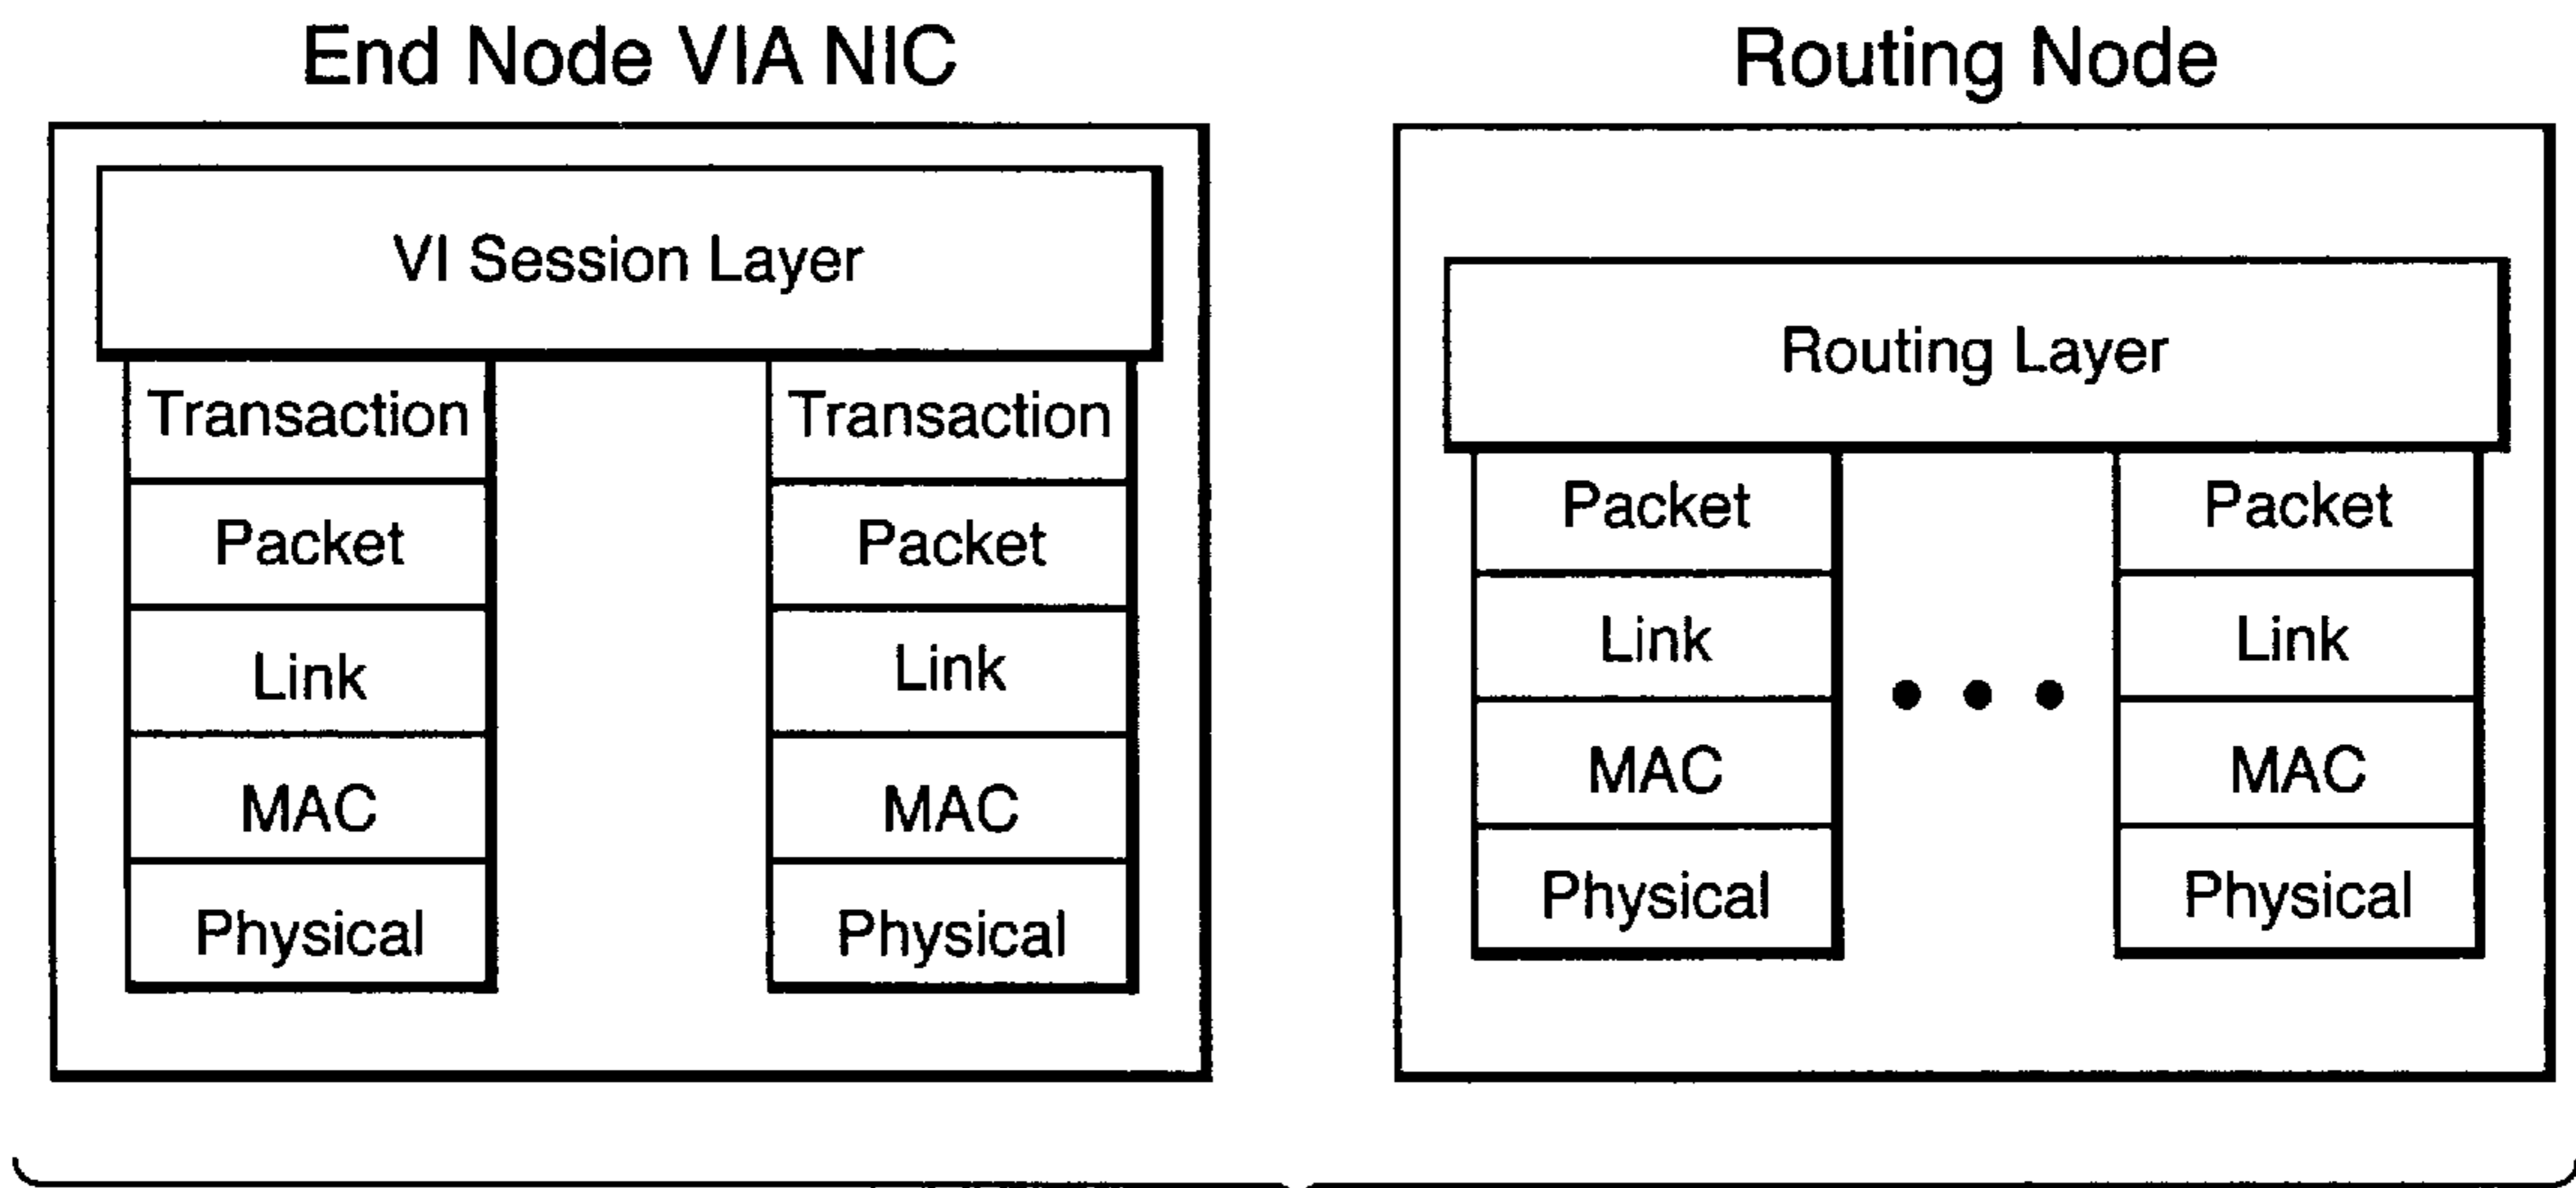 End Node VIA NIC
VI Session Layer
Transaction
Packet
Link
MAC
Physical
Transaction
Packet
Link
MAC
Physical
Routing Node
Routing Layer
Packet
Link
MAC
Physical
Packet
Link
MAC
Physical